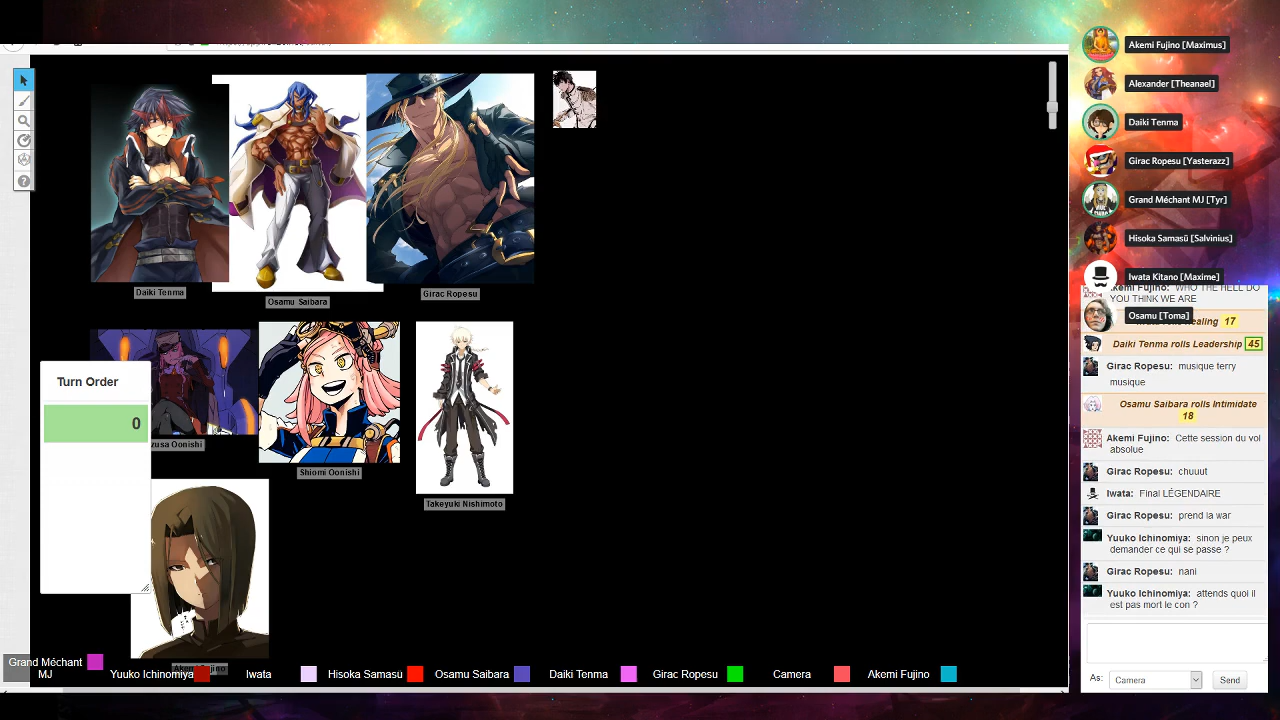 Akemi Fujino [Maximus]
Alexander [Theanael]
Daiki Tenma
Girac Ropesu [Yasterazz]
Grand Méchant MJ [Tyr]
Hisoka Samasū [Salvinius]
Iwata Kitano [Maxime]
Osamu [Toma]
Daiki Tenma
Osamu Saibara
Girac Ropesu
zusa Oonishi
Shiomi Oonishi
Takeyuki Nishimoto
Turn Order
0
Akemi Fujino: WHO THE HELL DO
YOU THINK WE ARE
ealing 17
Daiki Tenma rolls Leadership 45
Girac Ropesu: musique terry
musique
Osamu Saibara rolls Intimidate
18
Akemi Fujino: Cette session du vol
absolue
Girac Ropesu: chuuut
Iwata: Final LÉGENDAIRE
Girac Ropesu: prend la war
Yuuko Ichinomiya: sinon je peux
demander ce qui se passe ?
Girac Ropesu: nani
Yuuko Ichinomiya: attends quoi il
est pas mort le con ?
As: Camera Send
Grand Méchant
MJ
Yuuko Ichinomiya
Iwata
Hisoka Samasū
Osamu Saibara
Daiki Tenma
Girac Ropesu
Camera
Akemi Fujino